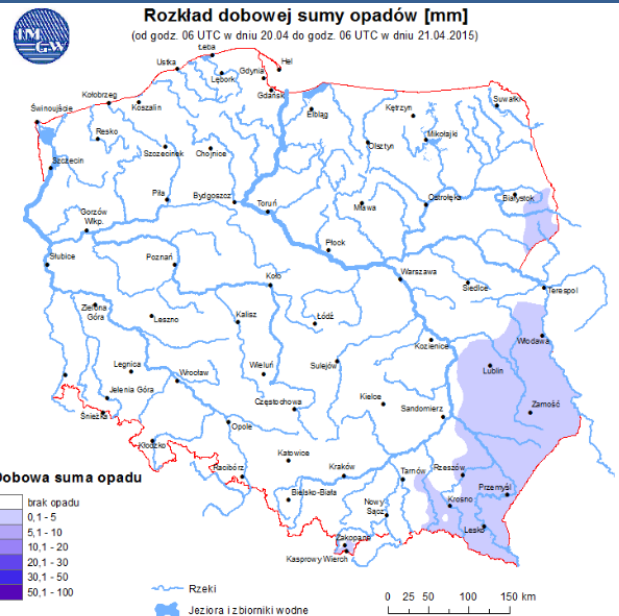 IM
GW
Rozkład dobowej sumy opadów [mm]
(od godz. 06 UTC w dniu 20.04 do godz. 06 UTC w dniu 21.04.2015)
Łeba
Ustka
Hel
Lębork
Gdynia
Gdańsk
Kołobrzeg
Koszalin
Świnoujście
Elbląg
Kętrzyn
Suwałki
Resko
Mikołajki
Olsztyn
Szczecinek
Chojnice
Szczecin
Piła
Bydgoszcz
Toruń
Mława
Ostrołęka
Białystok
Gorzów
Wlkp.
Płock
Słubice
Poznań
Warszawa
Koło
Siedlce
Terespol
Zielona
Góra
Leszno
Kalisz
Łódź
Kozienice
Włodawa
Legnica
Wrocław
Wieluń
Sulejów
Lublin
Jelenia Góra
Częstochowa
Kielce
Sandomierz
Zamość
Śnieżka
Opole
Kłodzko
Katowice
Racibórz
Kraków
Tarnów
Rzeszów
Przemyśl
Bielsko-Biała
Nowy
Sącz
Krosno
Lesko
Zakopane
Kasprowy Wierch
Dobowa suma opadu
brak opadu
0,1 - 5
5,1 - 10
10,1 - 20
20,1 - 30
30,1 - 50
50,1 - 100
Rzeki
Jeziora i zbiorniki wodne
0 25 50 100 150 km